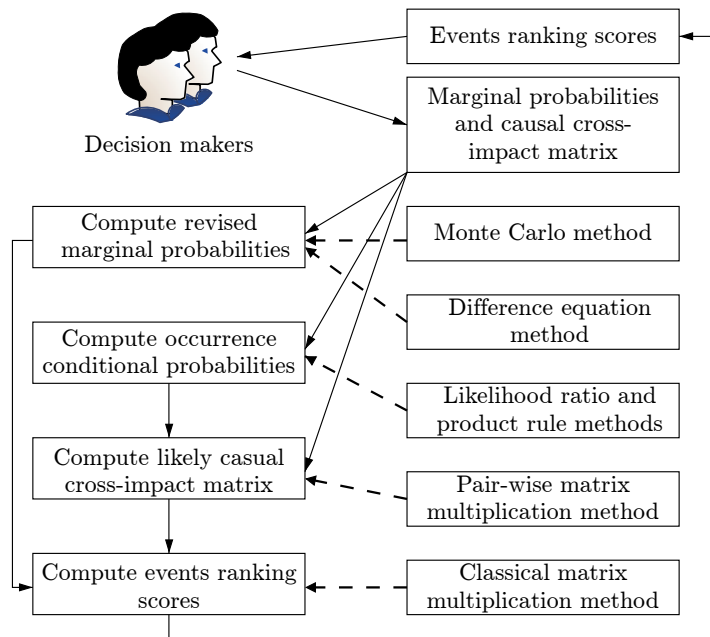 Events ranking scores
Marginal probabilities
and causal cross-
impact matrix
Decision makers
Compute revised
marginal probabilities
Monte Carlo method
Difference equation
method
Compute occurrence
conditional probabilities
Likelihood ratio and
product rule methods
Compute likely casual
cross-impact matrix
Pair-wise matrix
multiplication method
Compute events ranking
scores
Classical matrix
multiplication method